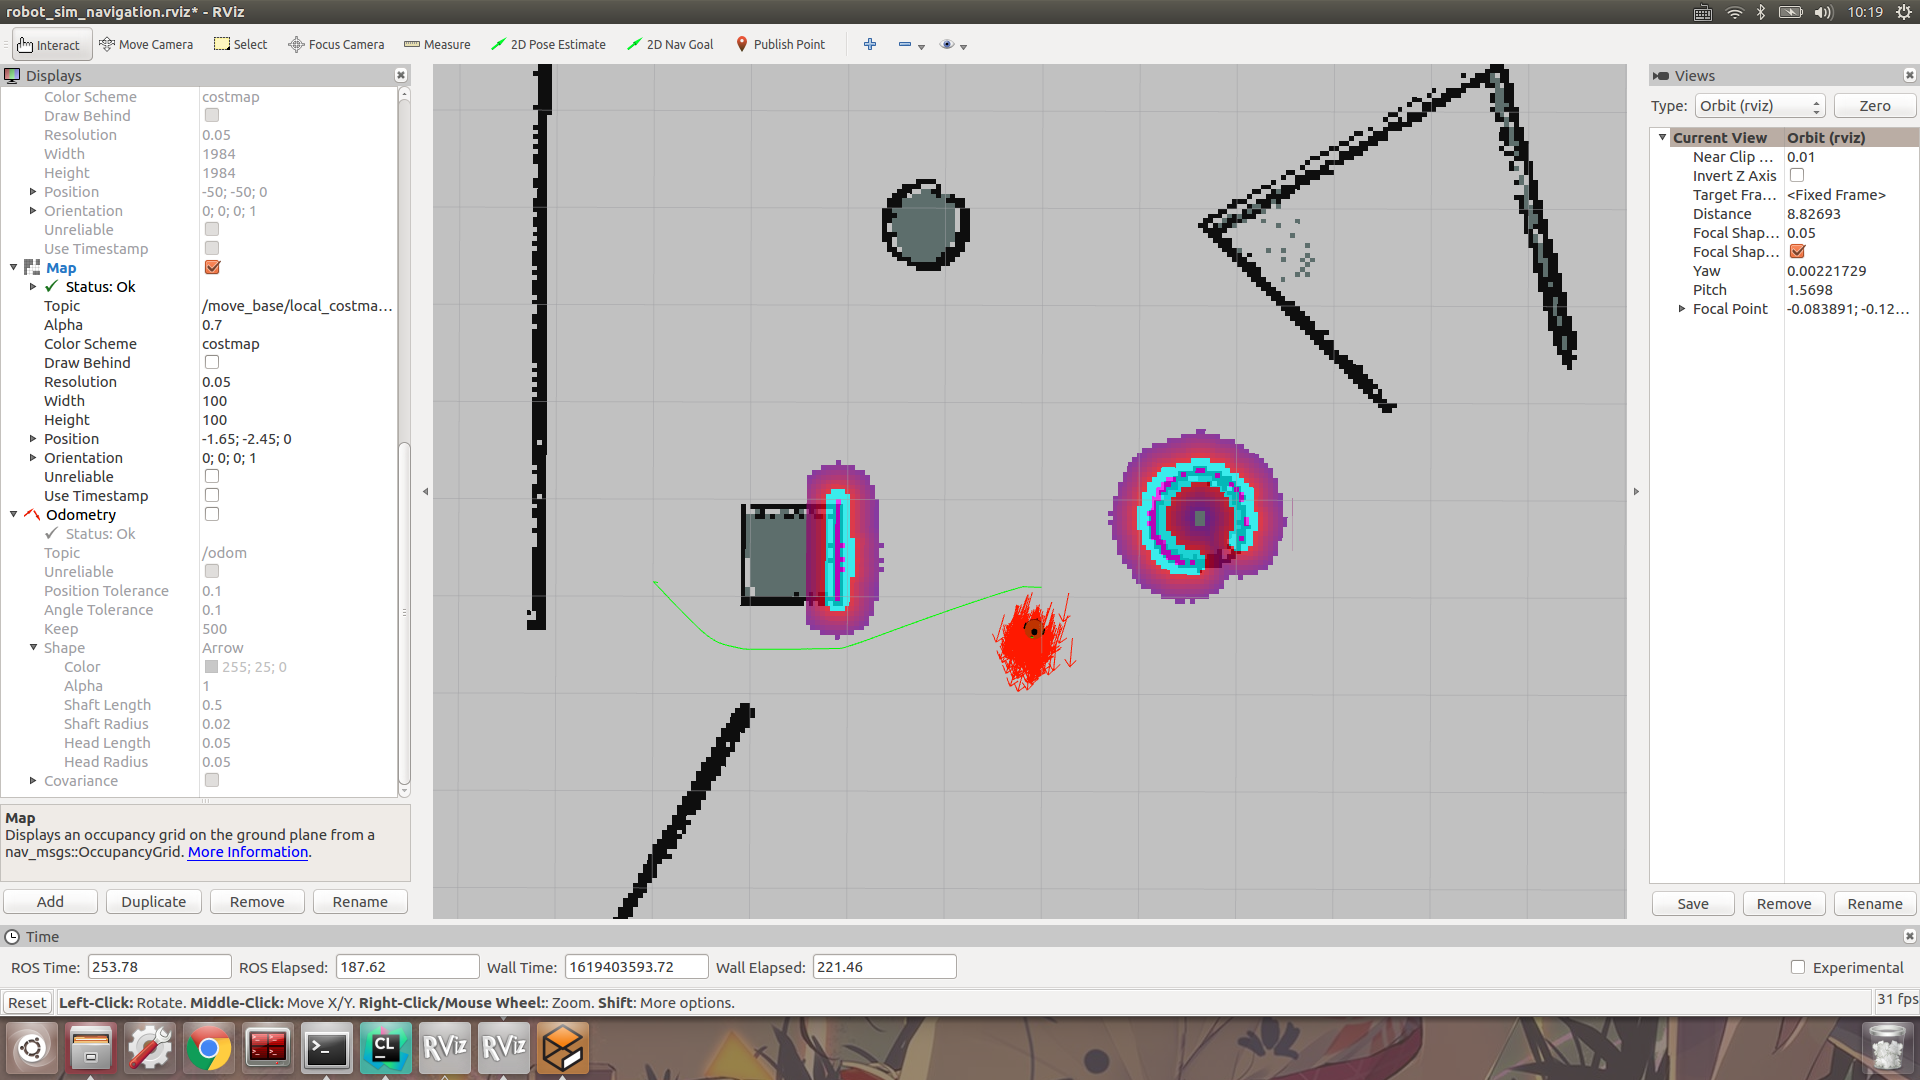 robot_sim_navigation.rviz* - RViz
10:19
Interact Move Camera Select Focus Camera Measure 2D Pose Estimate 2D Nav Goal Publish Point
Displays
Color Scheme costmap
Draw Behind
Resolution 0.05
Width 1984
Height 1984
Position -50; -50; 0
Orientation 0; 0; 0; 1
Unreliable
Use Timestamp
Map
Status: Ok
Topic /move_base/local_costma...
Alpha 0.7
Color Scheme costmap
Draw Behind
Resolution 0.05
Width 100
Height 100
Position -1.65; -2.45; 0
Orientation 0; 0; 0; 1
Unreliable
Use Timestamp
Odometry
Status: Ok
Topic /odom
Unreliable
Position Tolerance 0.1
Angle Tolerance 0.1
Keep 500
Shape Arrow
Color 255; 25; 0
Alpha 1
Shaft Length 0.5
Shaft Radius 0.02
Head Length 0.05
Head Radius 0.05
Covariance
Map
Displays an occupancy grid on the ground plane from a
nav_msgs::OccupancyGrid. More Information.
Add Duplicate Remove Rename
Views
Type: Orbit (rviz) Zero
Current View Orbit (rviz)
Near Clip ... 0.01
Invert Z Axis
Target Fra... <Fixed Frame>
Distance 8.82693
Focal Shap... 0.05
Focal Shap...
Yaw 0.00221729
Pitch 1.5698
Focal Point -0.083891; -0.12...
Save Remove Rename
Time
ROS Time: 253.78 ROS Elapsed: 187.62 Wall Time: 1619403593.72 Wall Elapsed: 221.46 Experimental
Reset Left-Click: Rotate. Middle-Click: Move X/Y. Right-Click/Mouse Wheel:: Zoom. Shift: More options. 31 fps
CL RViz RViz